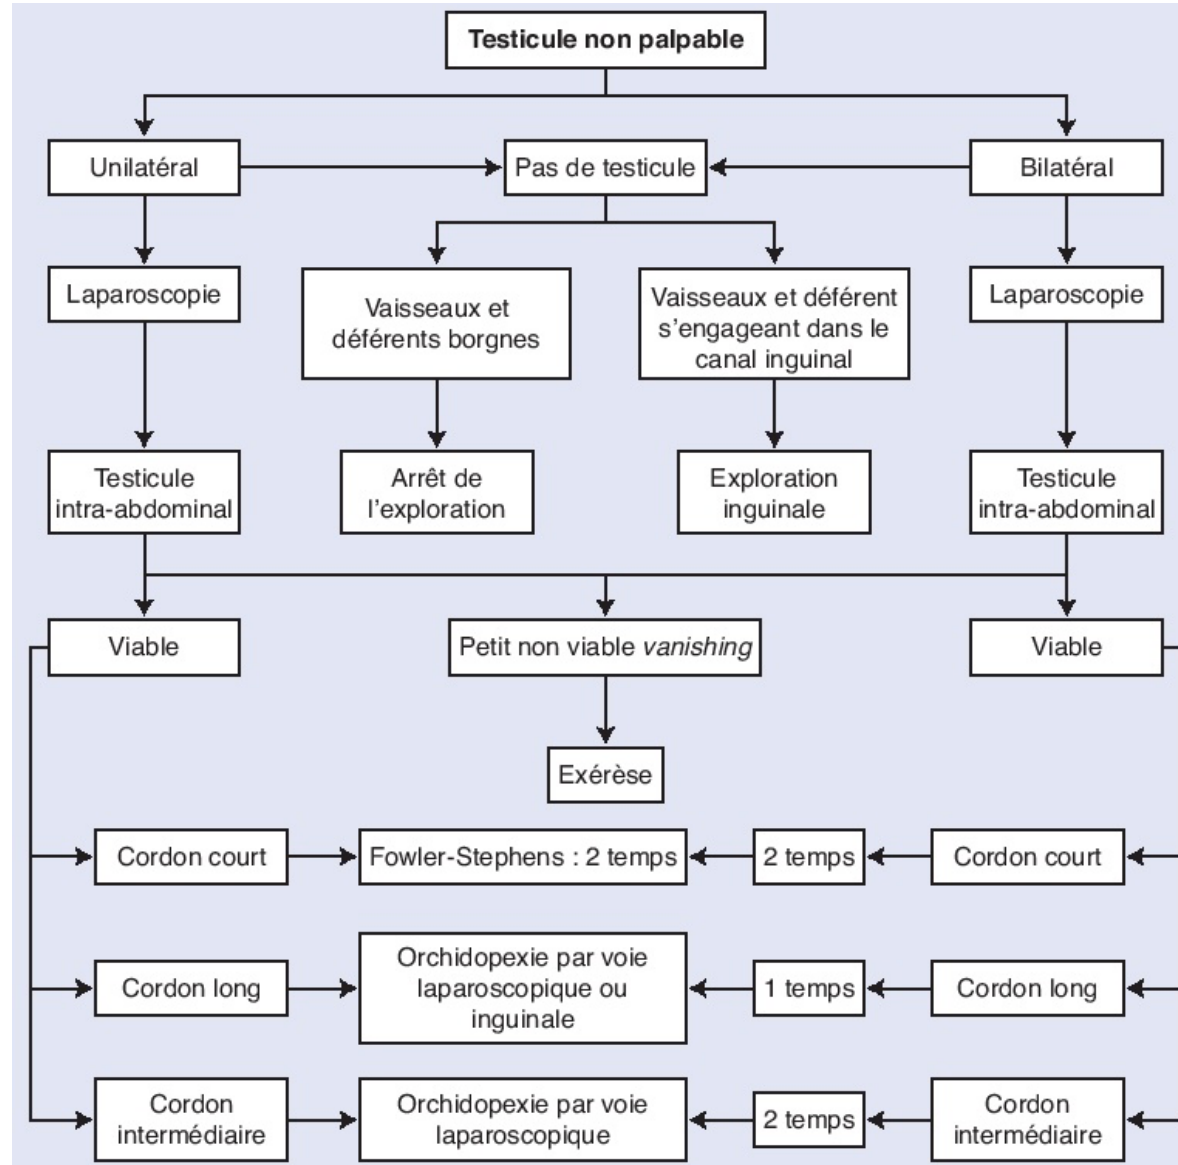 Testicule non palpable
Unilatéral
Pas de testicule
Bilatéral
Laparoscopie
Vaisseaux et
déférents borgnes
Vaisseaux et déférent
s'engageant dans le
canal inguinal
Laparoscopie
Testicule
intra-abdominal
Arrêt de
l'exploration
Exploration
inguinale
Testicule
intra-abdominal
Viable
Petit non viable vanishing
Viable
Exérèse
Cordon court
Fowler-Stephens : 2 temps
2 temps
Cordon court
Cordon long
Orchidopexie par voie
laparoscopique ou
inguinale
1 temps
Cordon long
Cordon
intermédiaire
Orchidopexie par voie
laparoscopique
2 temps
Cordon
intermédiaire